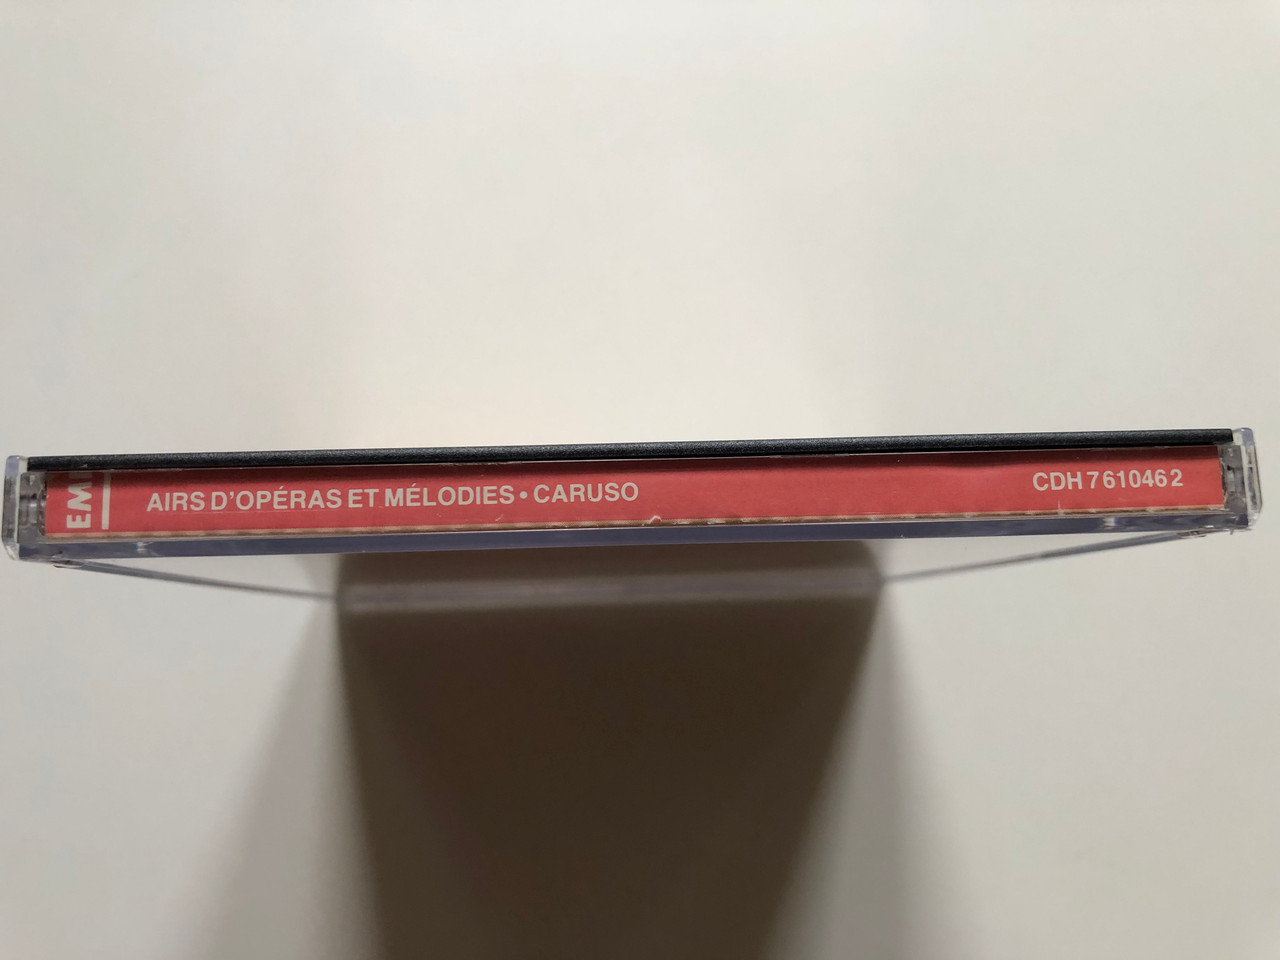 EMI
AIRS D'OPÉRAS ET MÉLODIES • CARUSO
CDH 7 61046 2